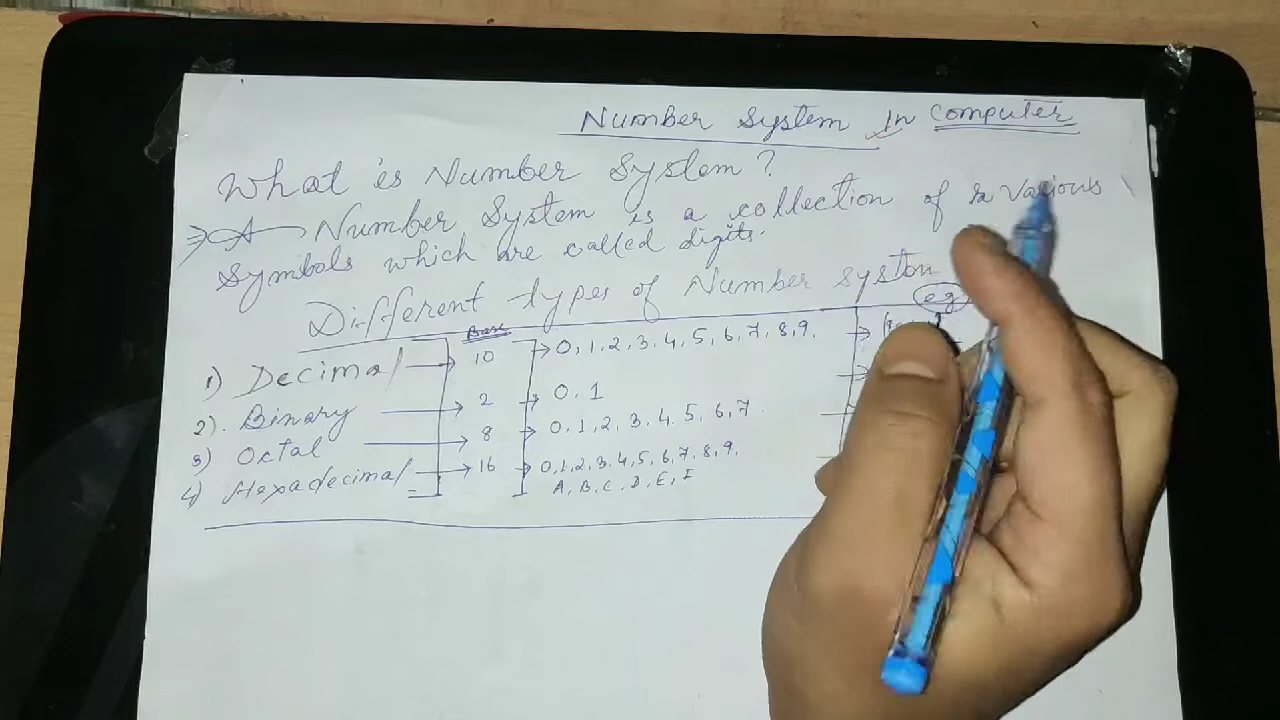 Number System in Computer
What is Number System?
⇒ A Number System is a collection of various
symbols which are called digits.
Different types of Number system
Base eg
1) Decimal → 10 → 0, 1, 2, 3, 4, 5, 6, 7, 8, 9. →
2). Binary → 2 → 0, 1 →
3) Octal → 8 → 0, 1, 2, 3, 4, 5, 6, 7.
4) Hexadecimal → 16 → 0, 1, 2, 3, 4, 5, 6, 7, 8, 9,
A, B, C, D, E, F